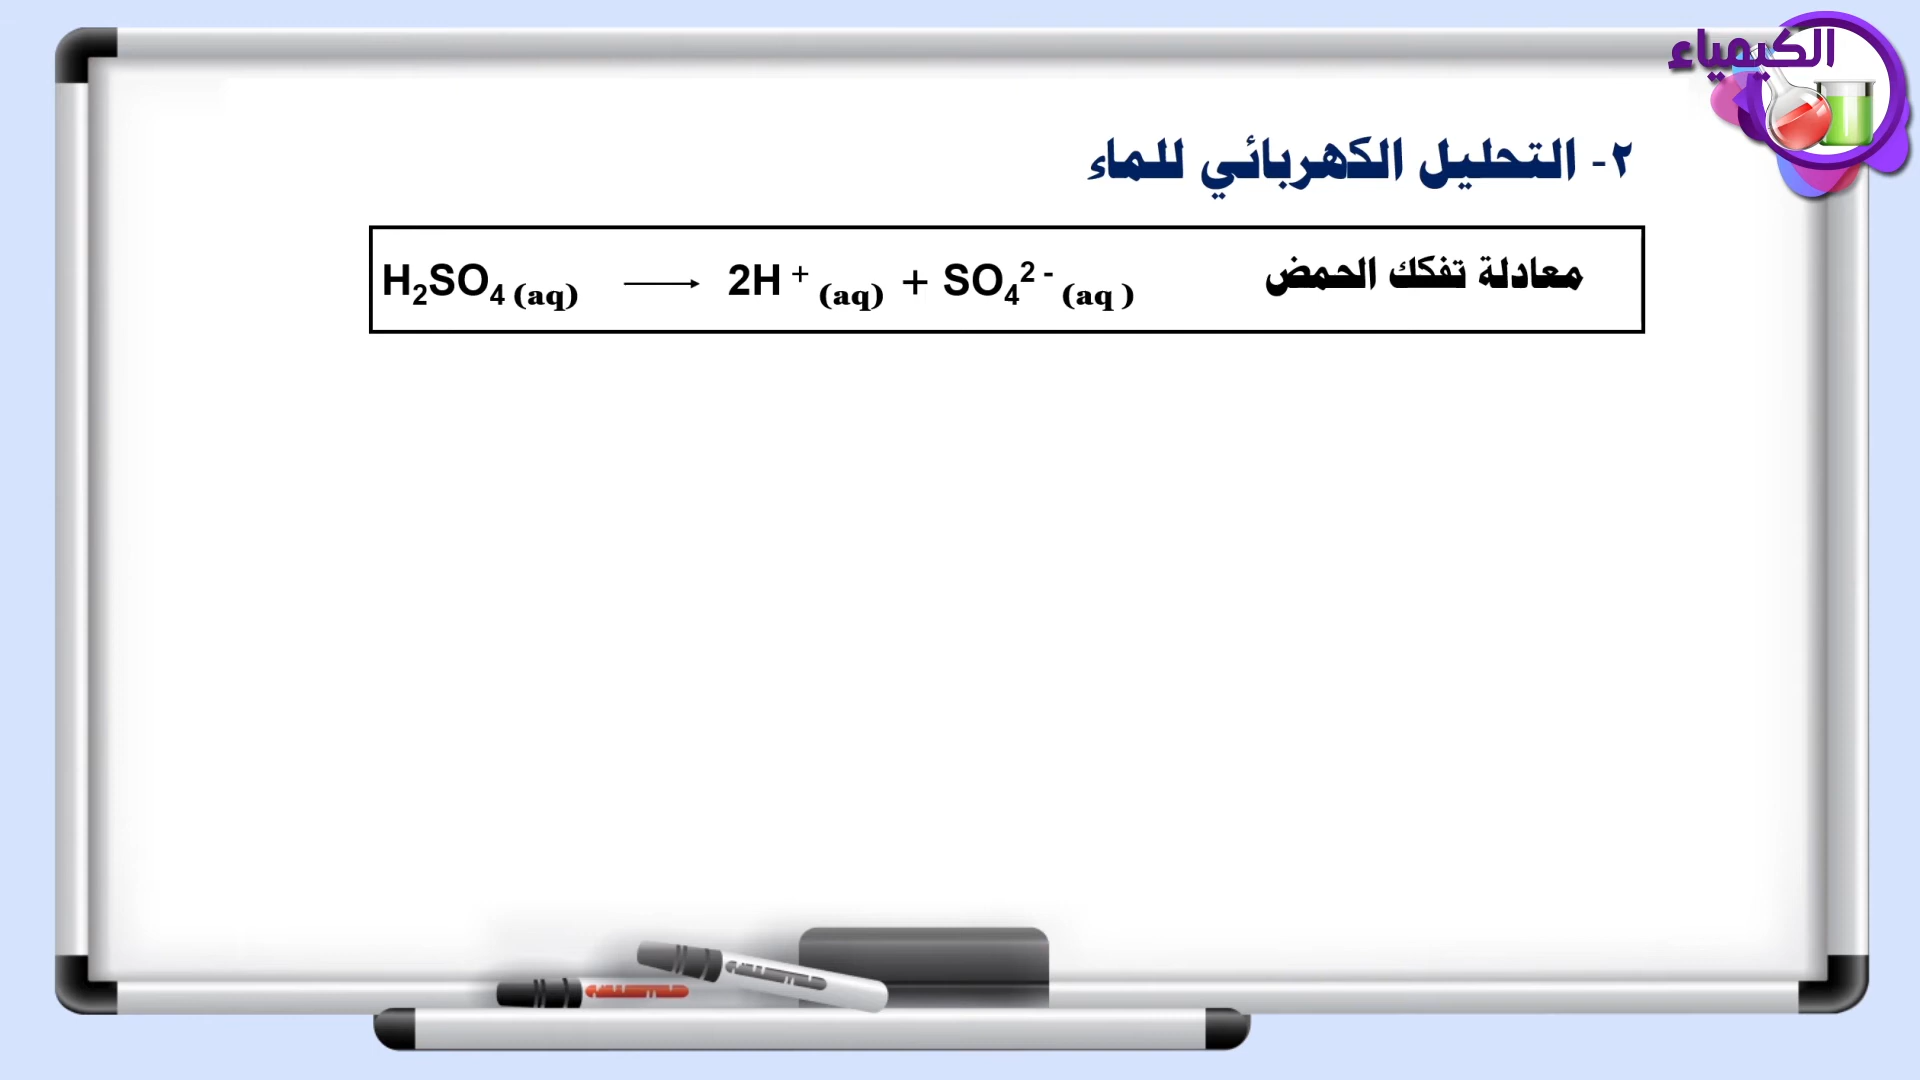 الكيمياء
٢- التحليل الكهربائي للماء
معادلة تفكك الحمض H₂SO₄ (aq) ⟶ 2H⁺ (aq) + SO₄²⁻ (aq )